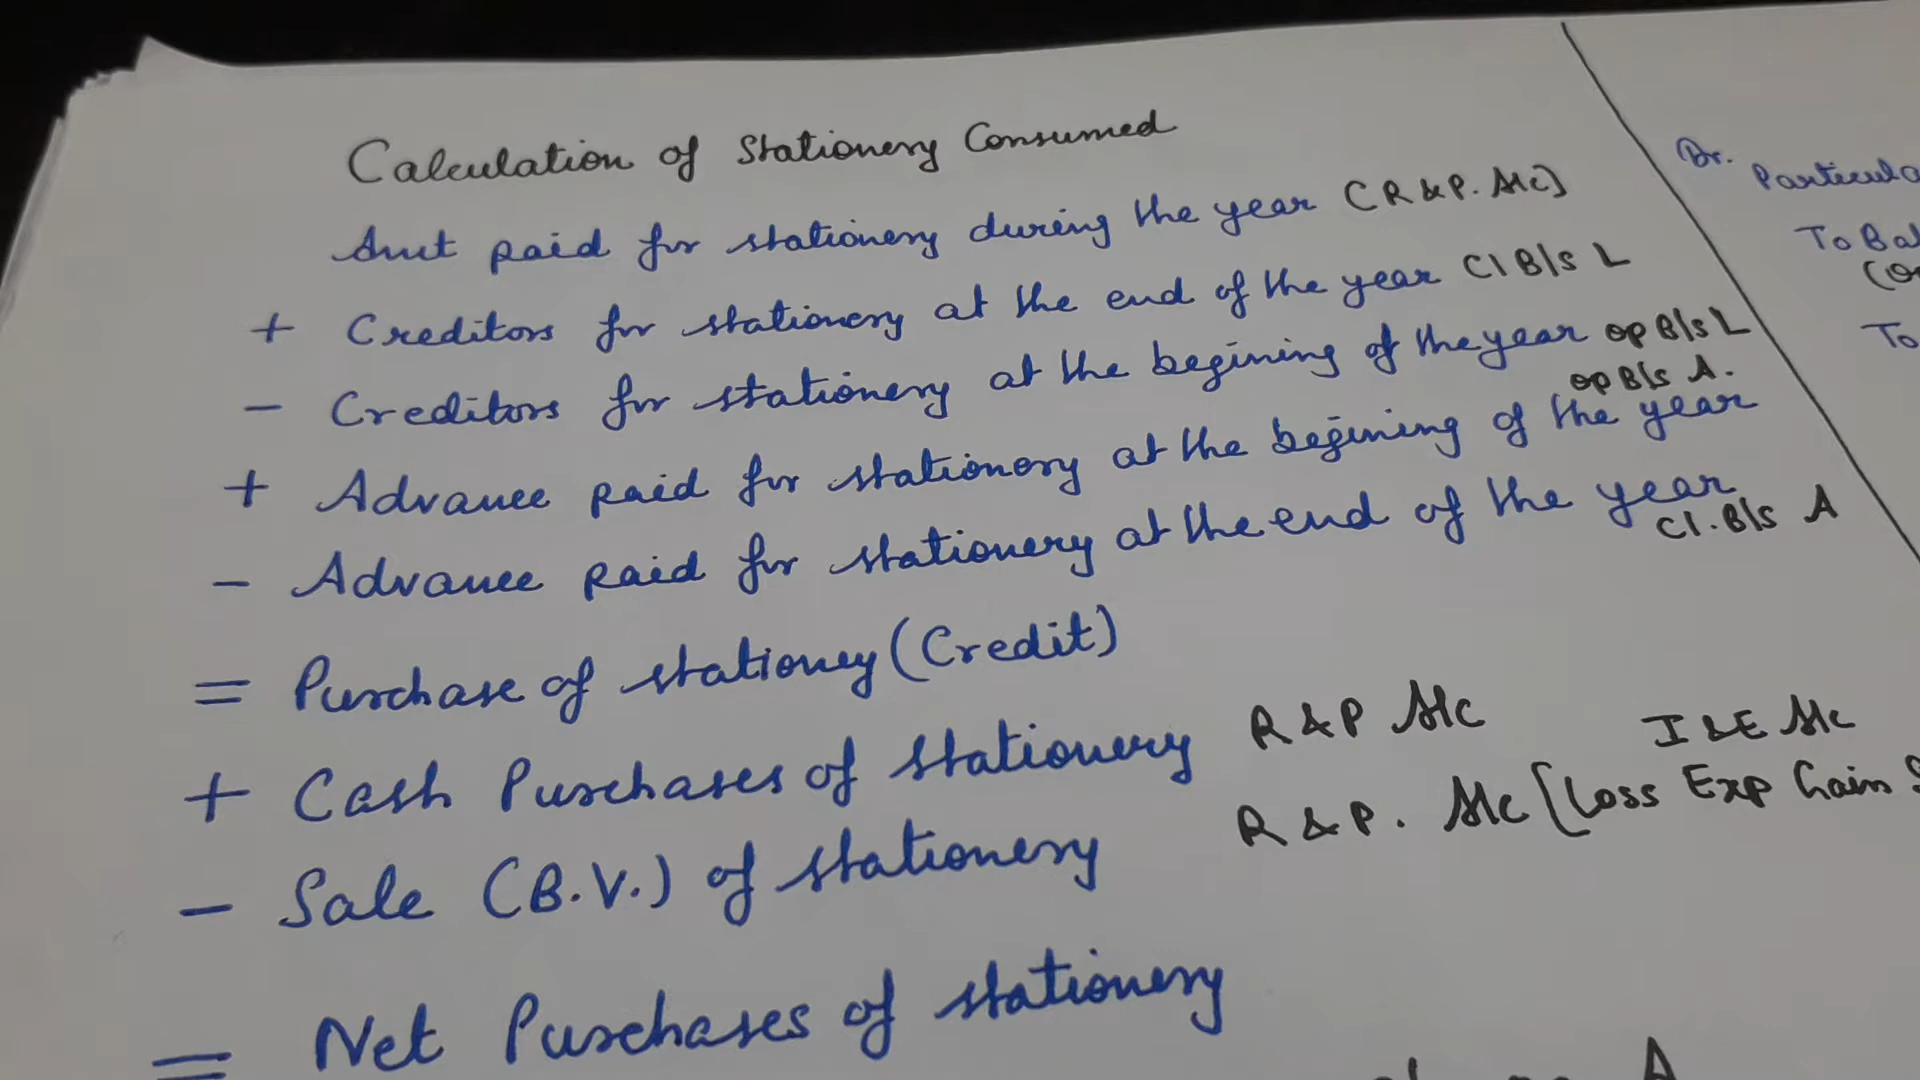 Calculation of Stationery Consumed
Amt paid for stationery during the year (R & P. A/c)
+ Creditors for stationery at the end of the year Cl B/s L
- Creditors for stationery at the begining of the year op B/s L
op B/s A.
+ Advance paid for stationery at the begining of the year
- Advance paid for stationery at the end of the year
Cl. B/s A
= Purchase of stationey (Credit)
+ Cash Purchases of stationery R & P A/c
I & E A/c
- Sale (B.V.) of stationery R & P. A/c [Loss Exp Gain
= Net Purchases of stationery
A
Dr.
Particula
To Bal
To